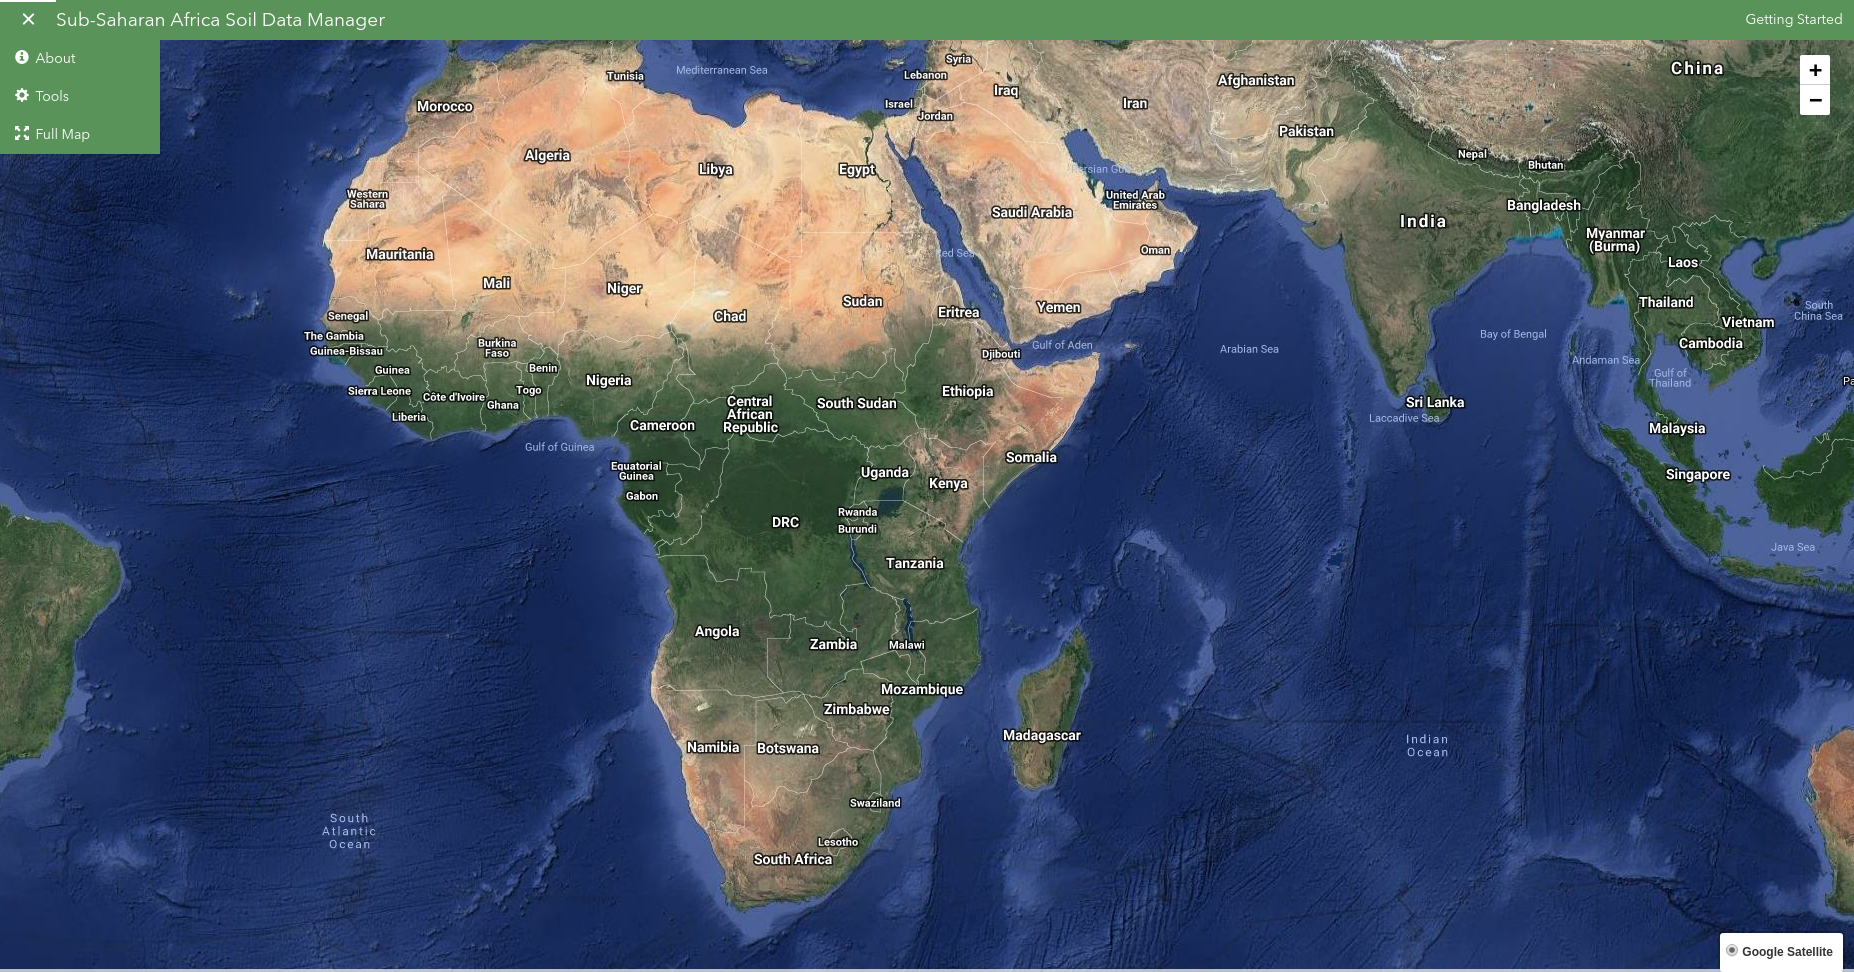 ✕ Sub-Saharan Africa Soil Data Manager
Getting Started
About
Tools
Full Map
+
−
Syria
China
Mediterranean Sea
Tunisia
Lebanon
Afghanistan
Iraq
Morocco
Israel
Iran
Jordan
Pakistan
Algeria
Nepal
Bhutan
Libya
Egypt
Persian Gulf
Western
Sahara
United Arab
Emirates
Bangladesh
Saudi Arabia
India
Myanmar
(Burma)
Mauritania
Red Sea
Oman
Laos
Mali
Niger
Sudan
Thailand
Yemen
South
China Sea
Senegal
Chad
Eritrea
Vietnam
The Gambia
Bay of Bengal
Burkina
Faso
Gulf of Aden
Cambodia
Guinea-Bissau
Djibouti
Arabian Sea
Andaman Sea
Guinea
Benin
Gulf of
Thailand
Nigeria
Sierra Leone
Togo
Ethiopia
Côte d'Ivoire
Ghana
Central
African
Republic
South Sudan
Sri Lanka
Liberia
Laccadive Sea
Cameroon
Malaysia
Gulf of Guinea
Somalia
Equatorial
Guinea
Uganda
Kenya
Singapore
Gabon
Rwanda
DRC
Burundi
Java Sea
Tanzania
Angola
Zambia
Malawi
Mozambique
Zimbabwe
Madagascar
Indian
Ocean
Namibia
Botswana
Swaziland
South
Atlantic
Ocean
Lesotho
South Africa
Google Satellite